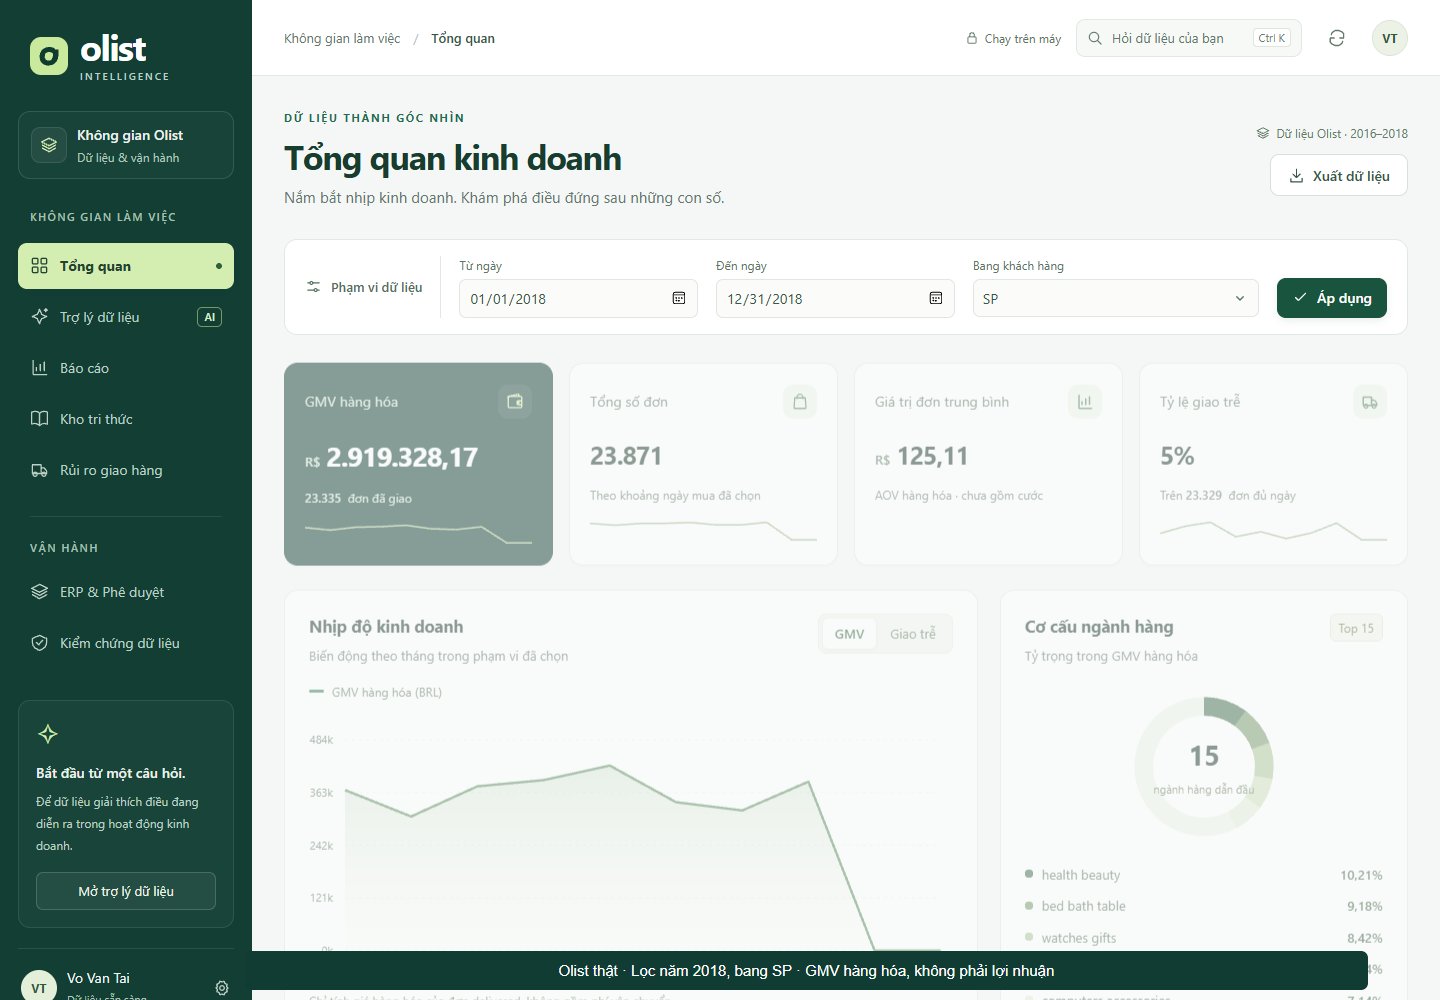 olist
INTELLIGENCE
Không gian Olist
Dữ liệu & vận hành
KHÔNG GIAN LÀM VIỆC
Tổng quan
Trợ lý dữ liệu
AI
Báo cáo
Kho tri thức
Rủi ro giao hàng
VẬN HÀNH
ERP & Phê duyệt
Kiểm chứng dữ liệu
Bắt đầu từ một câu hỏi.
Để dữ liệu giải thích điều đang
diễn ra trong hoạt động kinh
doanh.
Mở trợ lý dữ liệu
VT
Vo Van Tai
Dữ liệu sẵn sàng
Không gian làm việc / Tổng quan
Chạy trên máy
Hỏi dữ liệu của bạn
Ctrl K
VT
DỮ LIỆU THÀNH GÓC NHÌN
Tổng quan kinh doanh
Nắm bắt nhịp kinh doanh. Khám phá điều đứng sau những con số.
Dữ liệu Olist · 2016–2018
Xuất dữ liệu
Phạm vi dữ liệu
Từ ngày
01/01/2018
Đến ngày
12/31/2018
Bang khách hàng
SP
Áp dụng
GMV hàng hóa
R$ 2.919.328,17
23.335 đơn đã giao
Tổng số đơn
23.871
Theo khoảng ngày mua đã chọn
Giá trị đơn trung bình
R$ 125,11
AOV hàng hóa · chưa gồm cước
Tỷ lệ giao trễ
5%
Trên 23.329 đơn đủ ngày
Nhịp độ kinh doanh
Biến động theo tháng trong phạm vi đã chọn
GMV
Giao trễ
GMV hàng hóa (BRL)
484k
363k
242k
121k
0k
Cơ cấu ngành hàng
Tỷ trọng trong GMV hàng hóa
Top 15
15
ngành hàng dẫn đầu
health beauty 10,21%
bed bath table 9,18%
watches gifts 8,42%
Olist thật · Lọc năm 2018, bang SP · GMV hàng hóa, không phải lợi nhuận